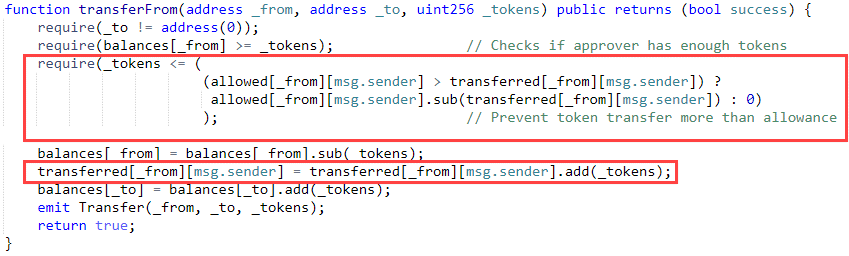 function transferFrom(address _from, address _to, uint256 _tokens) public returns (bool success) {
require(_to != address(0));
require(balances[_from] >= _tokens); // Checks if approver has enough tokens
require(_tokens <= (
(allowed[_from][msg.sender] > transferred[_from][msg.sender]) ?
allowed[_from][msg.sender].sub(transferred[_from][msg.sender]) : 0)
); // Prevent token transfer more than allowance
balances[_from] = balances[_from].sub(_tokens);
transferred[_from][msg.sender] = transferred[_from][msg.sender].add(_tokens);
balances[_to] = balances[_to].add(_tokens);
emit Transfer(_from, _to, _tokens);
return true;
}